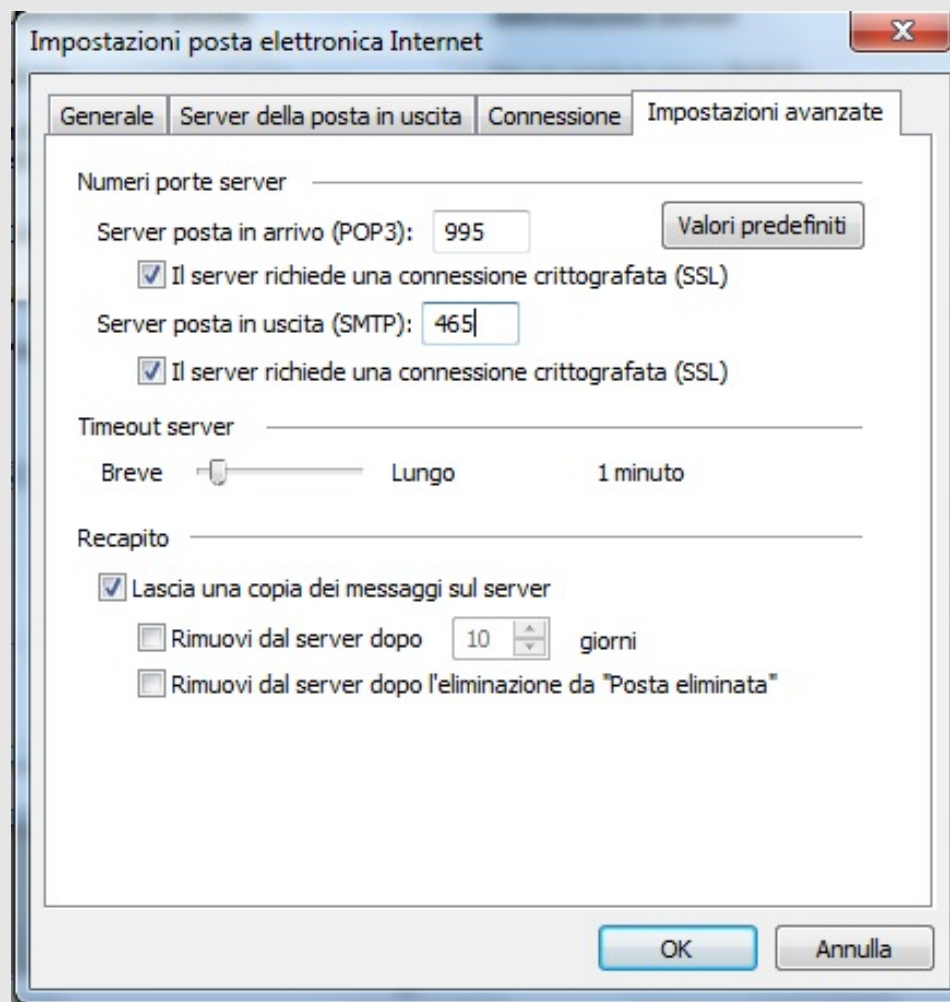 Impostazioni posta elettronica Internet
Generale Server della posta in uscita Connessione Impostazioni avanzate
Numeri porte server
Server posta in arrivo (POP3): 995 Valori predefiniti
Il server richiede una connessione crittografata (SSL)
Server posta in uscita (SMTP): 465
Il server richiede una connessione crittografata (SSL)
Timeout server
Breve Lungo 1 minuto
Recapito
Lascia una copia dei messaggi sul server
Rimuovi dal server dopo 10 giorni
Rimuovi dal server dopo l'eliminazione da "Posta eliminata"
OK Annulla